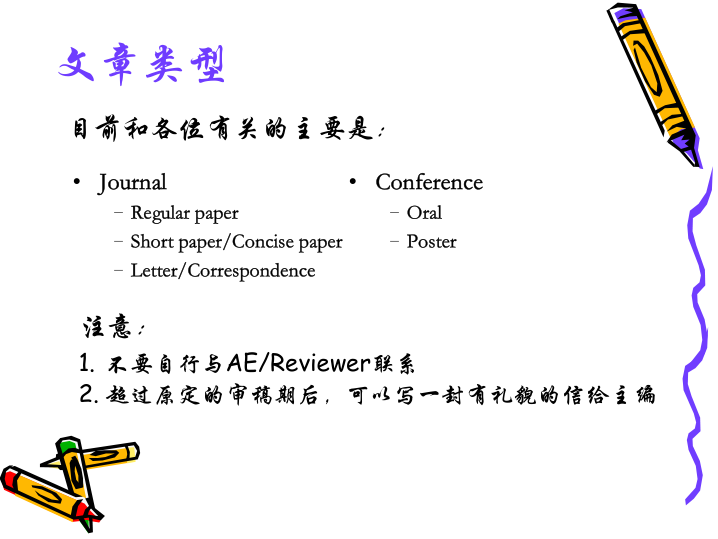 文章类型
目前和各位有关的主要是：
• Journal
– Regular paper
– Short paper/Concise paper
– Letter/Correspondence
• Conference
– Oral
– Poster
注意：
1. 不要自行与AE/Reviewer联系
2. 超过原定的审稿期后，可以写一封有礼貌的信给主编